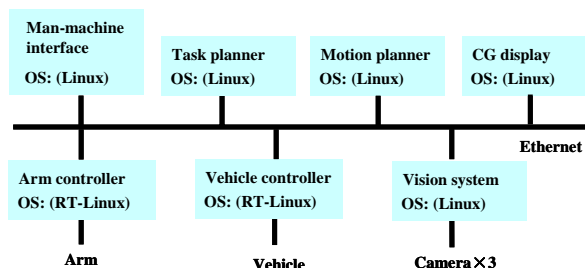 Man-machine
interface
OS: (Linux)
Task planner
OS: (Linux)
Motion planner
OS: (Linux)
CG display
OS: (Linux)
Ethernet
Arm controller
OS: (RT-Linux)
Vehicle controller
OS: (RT-Linux)
Vision system
OS: (Linux)
Arm
Vehicle
Camera×3